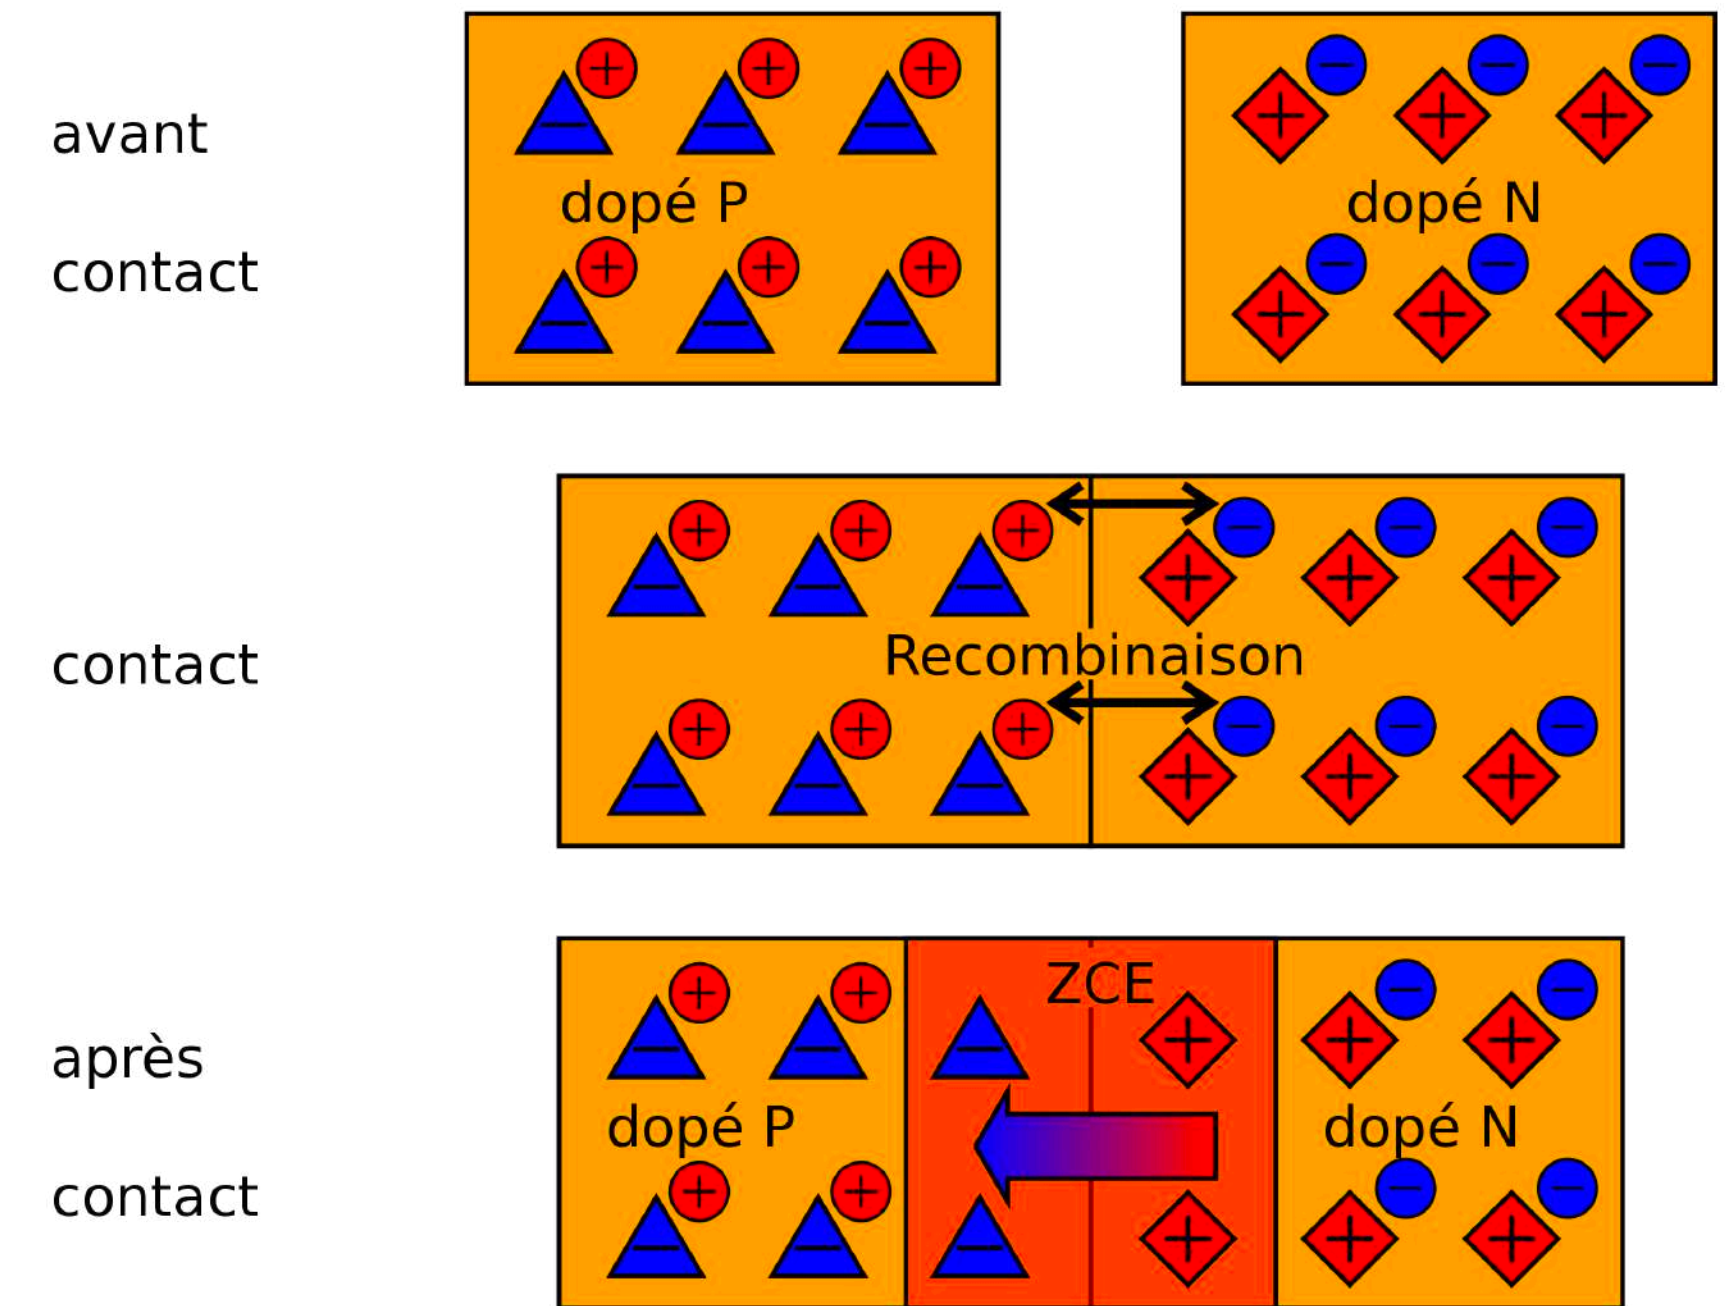 avant
contact
dopé P
dopé N
contact
Recombinaison
après
contact
ZCE
dopé P
dopé N